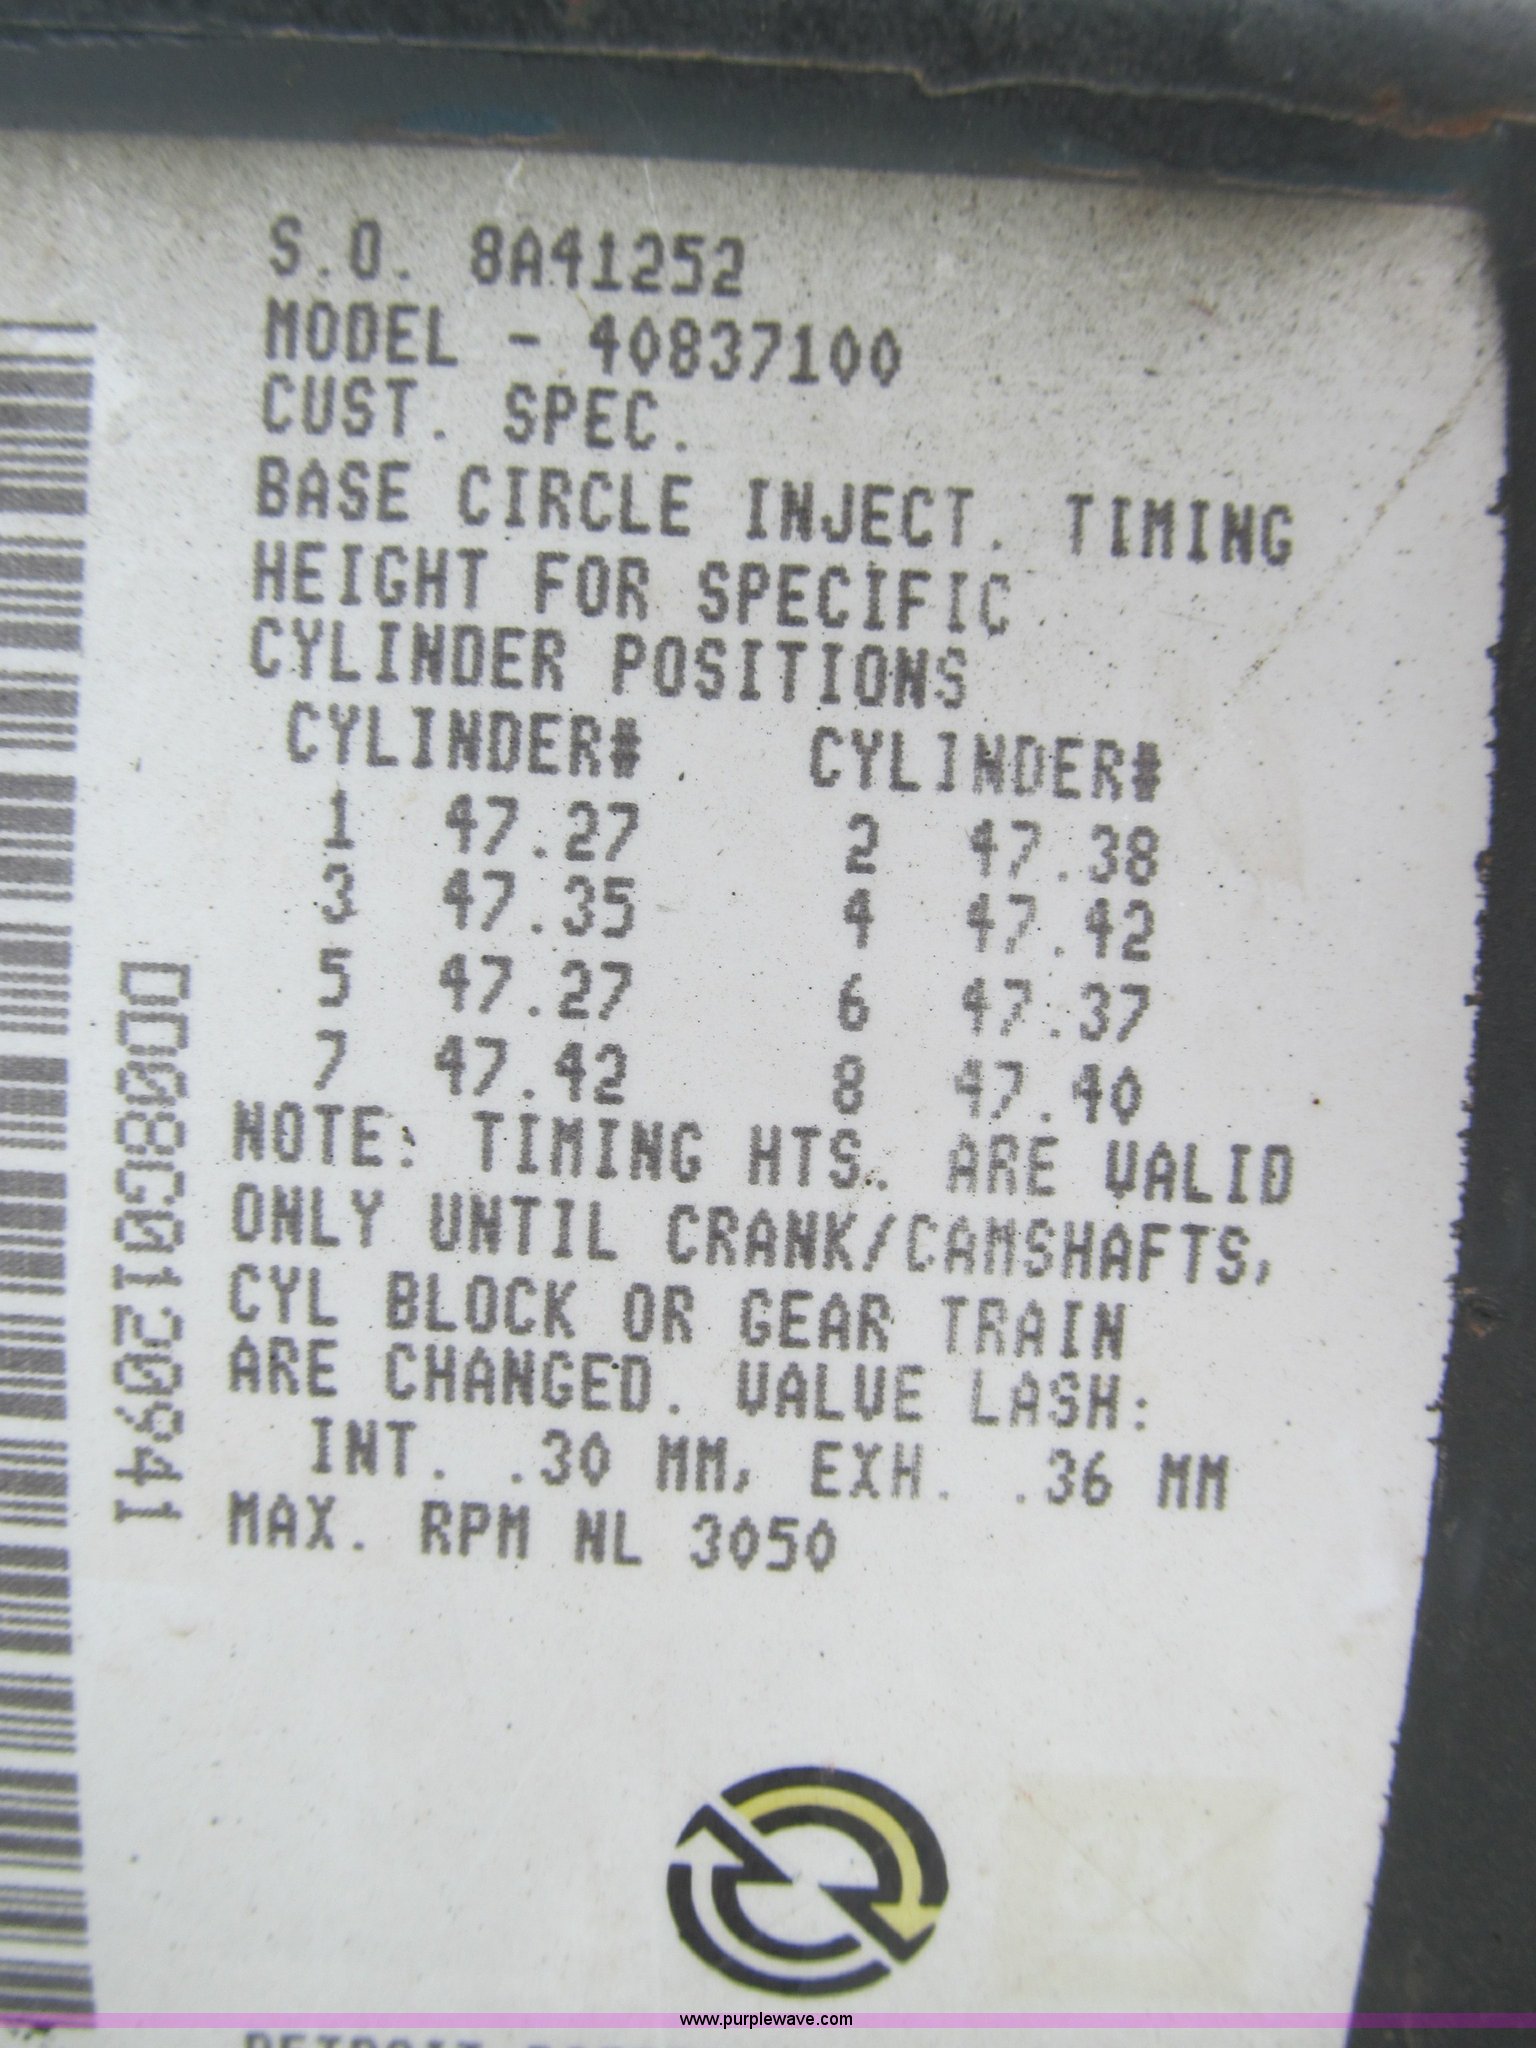 S.O. 8A41252
MODEL - 40837100
CUST. SPEC.
BASE CIRCLE INJECT. TIMING
HEIGHT FOR SPECIFIC
CYLINDER POSITIONS
CYLINDER# CYLINDER#
1 47.27 2 47.38
3 47.35 4 47.42
5 47.27 6 47.37
7 47.42 8 47.40
NOTE: TIMING HTS. ARE VALID
ONLY UNTIL CRANK/CAMSHAFTS,
CYL BLOCK OR GEAR TRAIN
ARE CHANGED. VALVE LASH:
INT. .30 MM, EXH. .36 MM
MAX. RPM NL 3050
DD08C0120941
www.purplewave.com
DETROIT